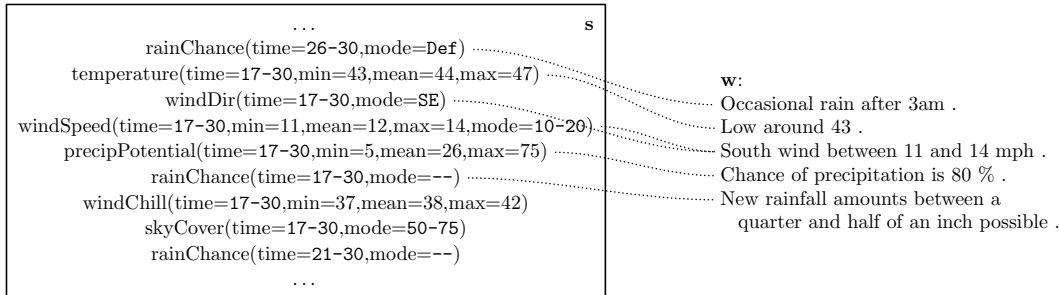 ... s
rainChance(time=26-30,mode=Def)
temperature(time=17-30,min=43,mean=44,max=47)
windDir(time=17-30,mode=SE)
windSpeed(time=17-30,min=11,mean=12,max=14,mode=10-20)
precipPotential(time=17-30,min=5,mean=26,max=75)
rainChance(time=17-30,mode=--)
windChill(time=17-30,min=37,mean=38,max=42)
skyCover(time=17-30,mode=50-75)
rainChance(time=21-30,mode=--)
...
w:
Occasional rain after 3am .
Low around 43 .
South wind between 11 and 14 mph .
Chance of precipitation is 80 % .
New rainfall amounts between a
quarter and half of an inch possible .